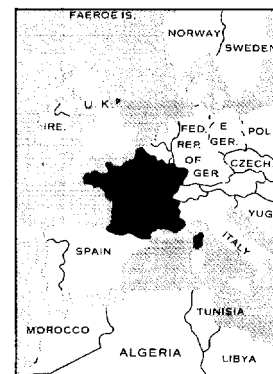 FAEROE IS.
NORWAY
SWEDEN
U. K.
IRE.
FED.
REP.
OF
GER
E
GER.
POL
CZECH
YUG
ITALY
SPAIN
TUNISIA
MOROCCO
ALGERIA
LIBYA